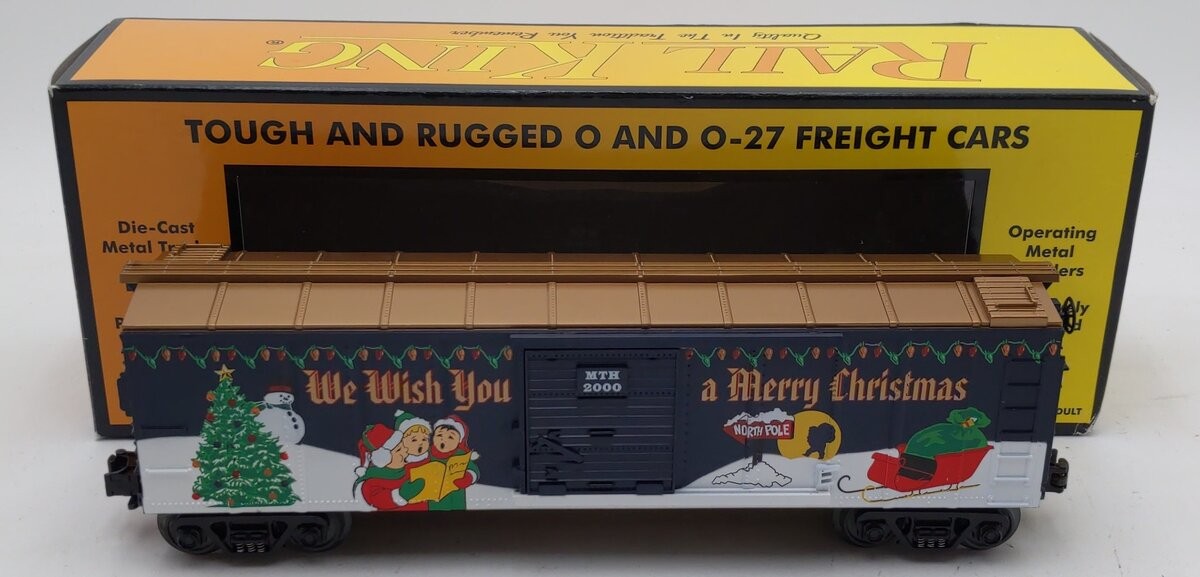 RAIL KING®
Quality In The Tradition You Remember
TOUGH AND RUGGED O AND O-27 FREIGHT CARS
Die-Cast
Metal
Operating
Metal
We Wish You
MTH
2000
a Merry Christmas
NORTH POLE